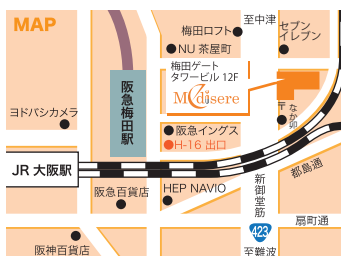 MAP
梅田ロフト
至中津
セブン
イレブン
NU 茶屋町
梅田ゲート
タワービル 12F
Médusere
阪急梅田駅
〒
なか卯
ヨドバシカメラ
阪急イングス
H-16 出口
JR 大阪駅
都島通
阪急百貨店
HEP NAVIO
新御堂筋
扇町通
423
阪神百貨店
至難波